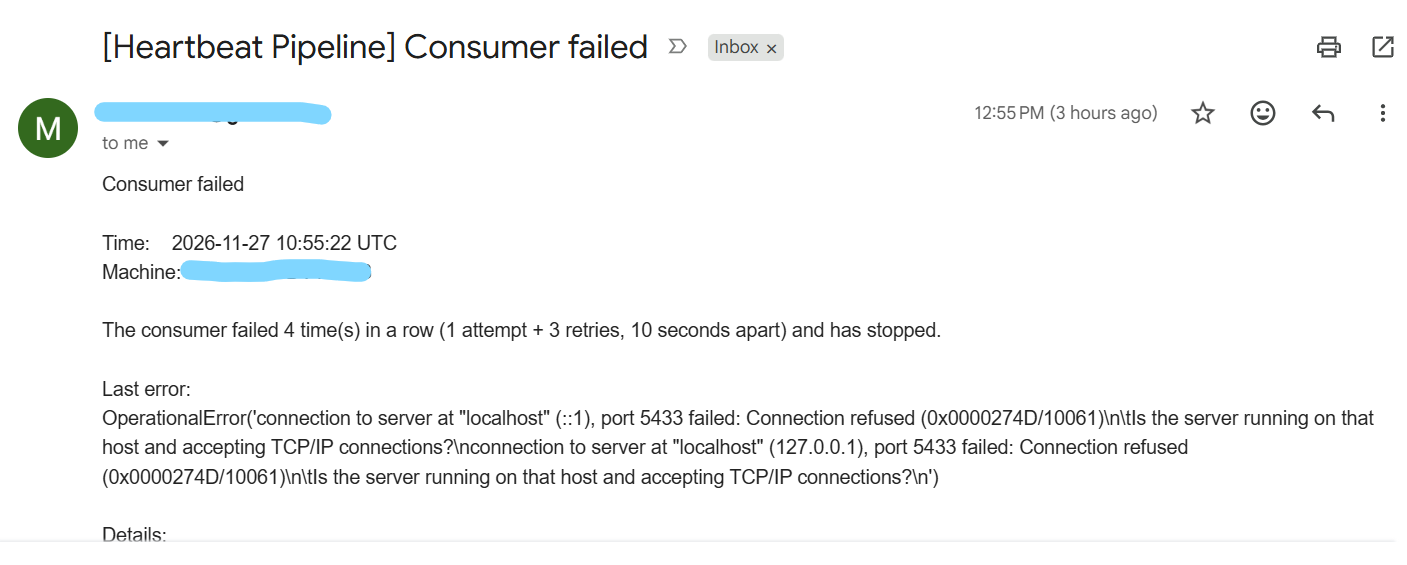 [Heartbeat Pipeline] Consumer failed Inbox ×
M
12:55 PM (3 hours ago)
to me
Consumer failed
Time: 2026-11-27 10:55:22 UTC
Machine:
The consumer failed 4 time(s) in a row (1 attempt + 3 retries, 10 seconds apart) and has stopped.
Last error:
OperationalError('connection to server at "localhost" (::1), port 5433 failed: Connection refused (0x0000274D/10061)\n\tIs the server running on that
host and accepting TCP/IP connections?\nconnection to server at "localhost" (127.0.0.1), port 5433 failed: Connection refused
(0x0000274D/10061)\n\tIs the server running on that host and accepting TCP/IP connections?\n')
Details: